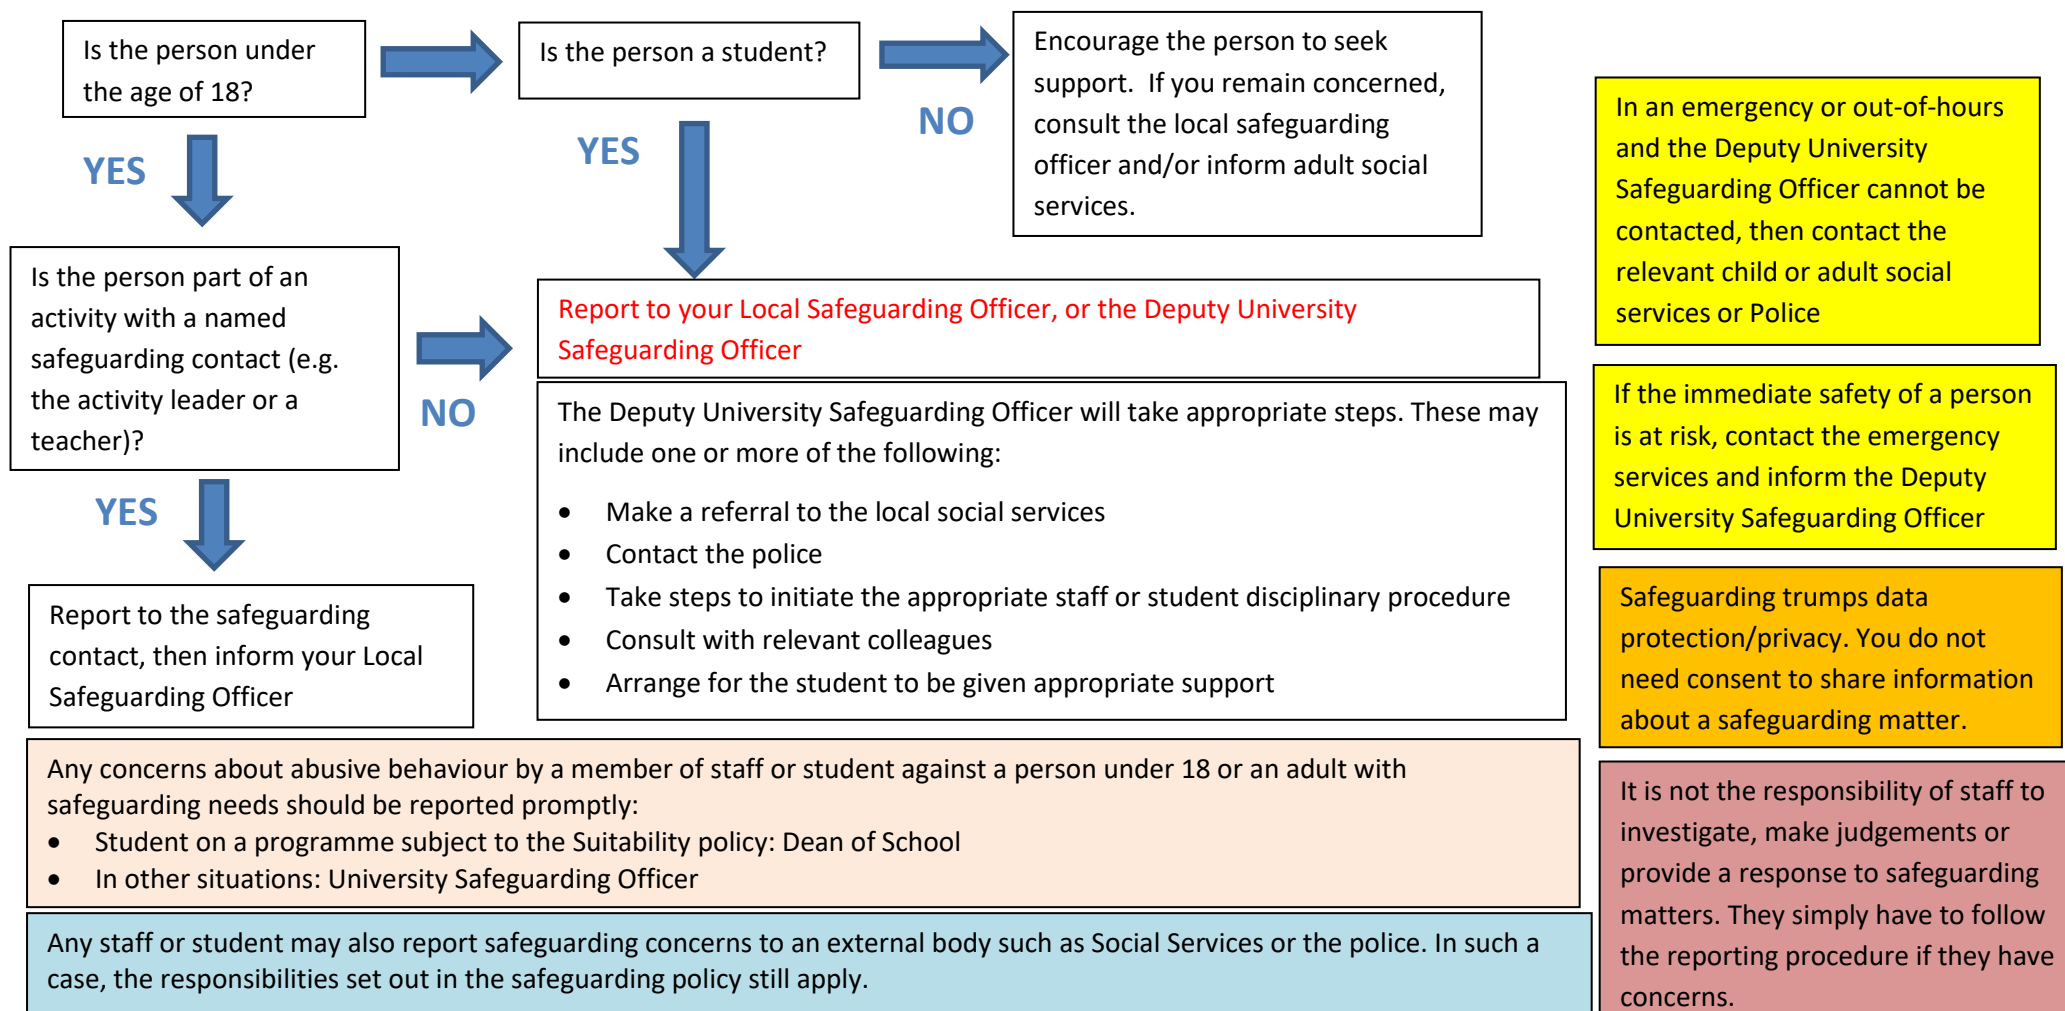 Is the person under
the age of 18?
Is the person a student?
Encourage the person to seek
support.  If you remain concerned,
consult the local safeguarding
officer and/or inform adult social
services.
YES
YES
NO
Is the person part of an
activity with a named
safeguarding contact (e.g.
the activity leader or a
teacher)?
NO
YES
Report to your Local Safeguarding Officer, or the Deputy University
Safeguarding Officer
The Deputy University Safeguarding Officer will take appropriate steps. These may
include one or more of the following:
• Make a referral to the local social services
• Contact the police
• Take steps to initiate the appropriate staff or student disciplinary procedure
• Consult with relevant colleagues
• Arrange for the student to be given appropriate support
Report to the safeguarding
contact, then inform your Local
Safeguarding Officer
In an emergency or out-of-hours
and the Deputy University
Safeguarding Officer cannot be
contacted, then contact the
relevant child or adult social
services or Police
If the immediate safety of a person
is at risk, contact the emergency
services and inform the Deputy
University Safeguarding Officer
Safeguarding trumps data
protection/privacy. You do not
need consent to share information
about a safeguarding matter.
It is not the responsibility of staff to
investigate, make judgements or
provide a response to safeguarding
matters. They simply have to follow
the reporting procedure if they have
concerns.
Any concerns about abusive behaviour by a member of staff or student against a person under 18 or an adult with
safeguarding needs should be reported promptly:
• Student on a programme subject to the Suitability policy: Dean of School
• In other situations: University Safeguarding Officer
Any staff or student may also report safeguarding concerns to an external body such as Social Services or the police. In such a
case, the responsibilities set out in the safeguarding policy still apply.